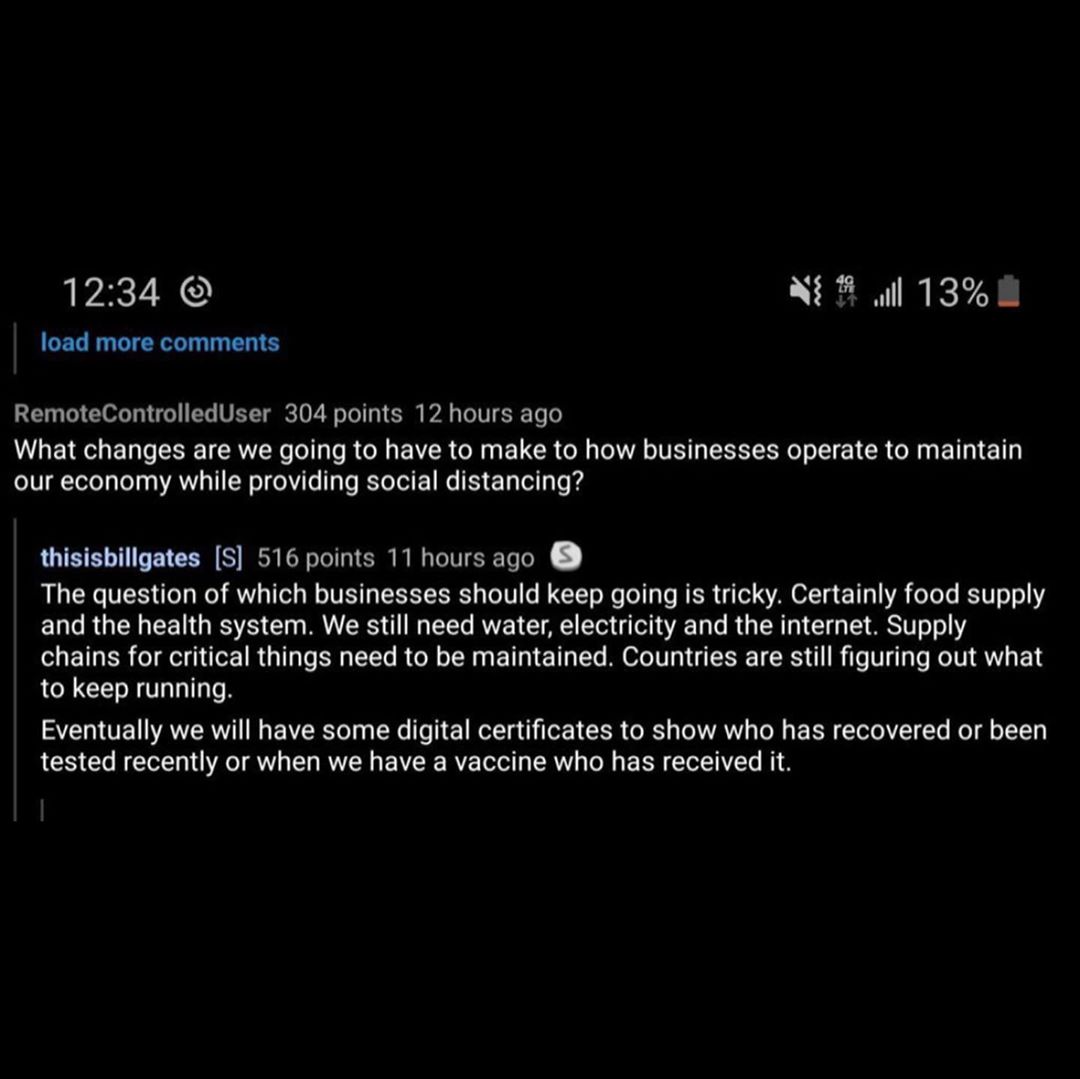 12:34 4G LTE 13%
load more comments
RemoteControlledUser 304 points 12 hours ago
What changes are we going to have to make to how businesses operate to maintain
our economy while providing social distancing?
thisisbillgates [S] 516 points 11 hours ago S
The question of which businesses should keep going is tricky. Certainly food supply
and the health system. We still need water, electricity and the internet. Supply
chains for critical things need to be maintained. Countries are still figuring out what
to keep running.
Eventually we will have some digital certificates to show who has recovered or been
tested recently or when we have a vaccine who has received it.